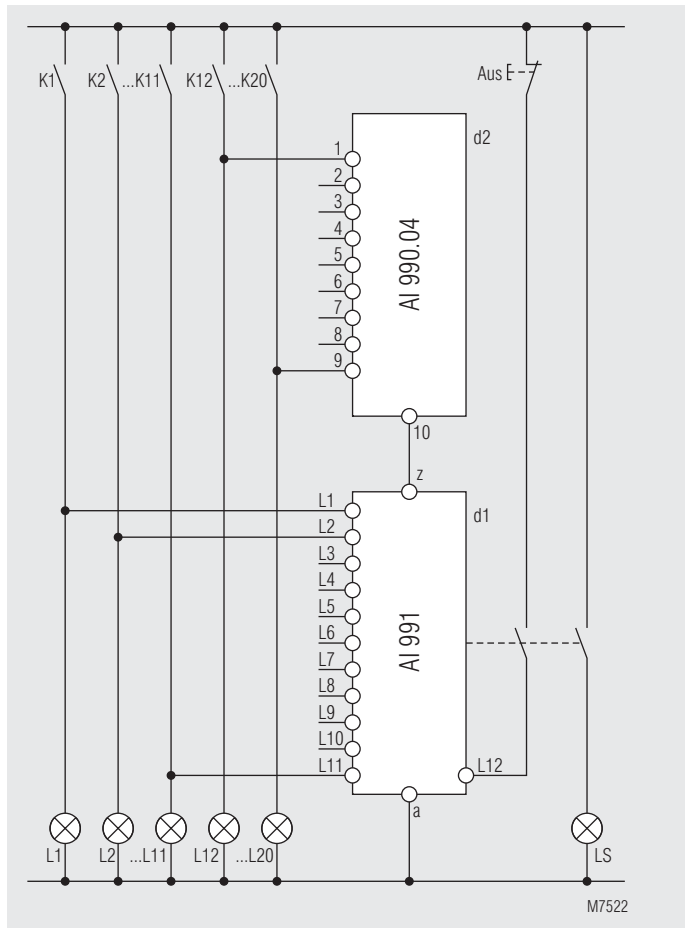 K1 K2 ...K11 K12 ...K20 Aus
d2
1
2
3
4
5
6
7
8
9
AI 990.04
10
z
d1
L1
L2
L3
L4
L5
L6
L7
L8
L9
L10
L11
AI 991
L12
a
L1 L2 ...L11 L12 ...L20 LS
M7522